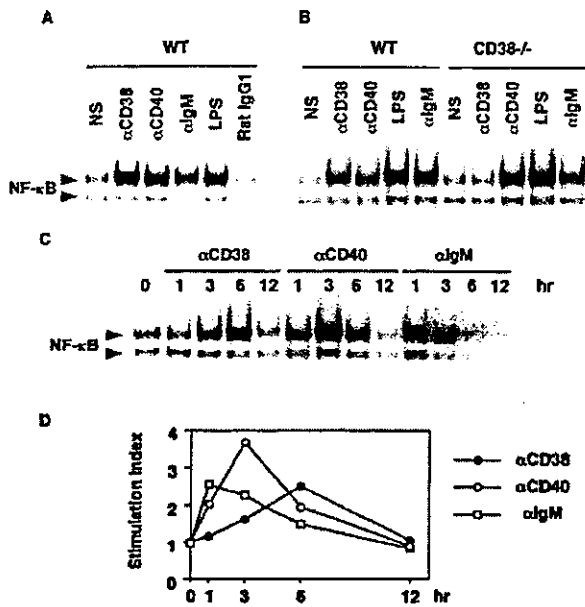 A
WT
NS
αCD38
αCD40
αIgM
LPS
Rat IgG1
NF-κB
B
WT
CD38-/-
NS
αCD38
αCD40
LPS
αIgM
NS
αCD38
αCD40
LPS
αIgM
C
αCD38
αCD40
αIgM
0 1 3 6 12 1 3 6 12 1 3 6 12 hr
NF-κB
D
Stimulation Index
4
3
2
1
0
0 1 3 6 12 hr
αCD38
αCD40
αIgM